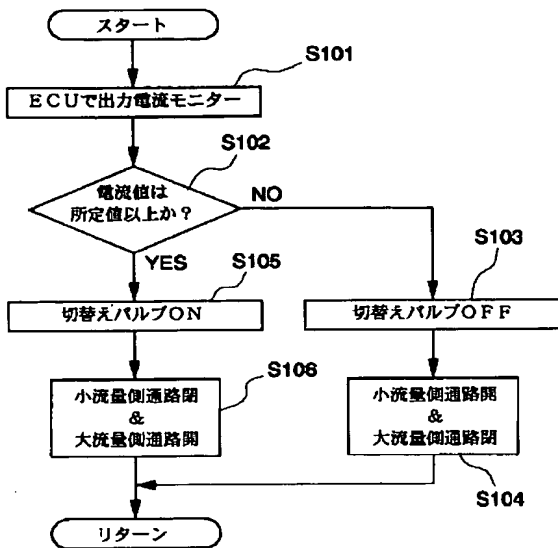 スタート
S101
ECUで出力電流モニター
S102
電流値は
所定値以上か?
NO
YES
S105
切替えバルブON
S103
切替えバルブOFF
S106
小流量側通路閉
&
大流量側通路開
小流量側通路開
&
大流量側通路閉
S104
リターン